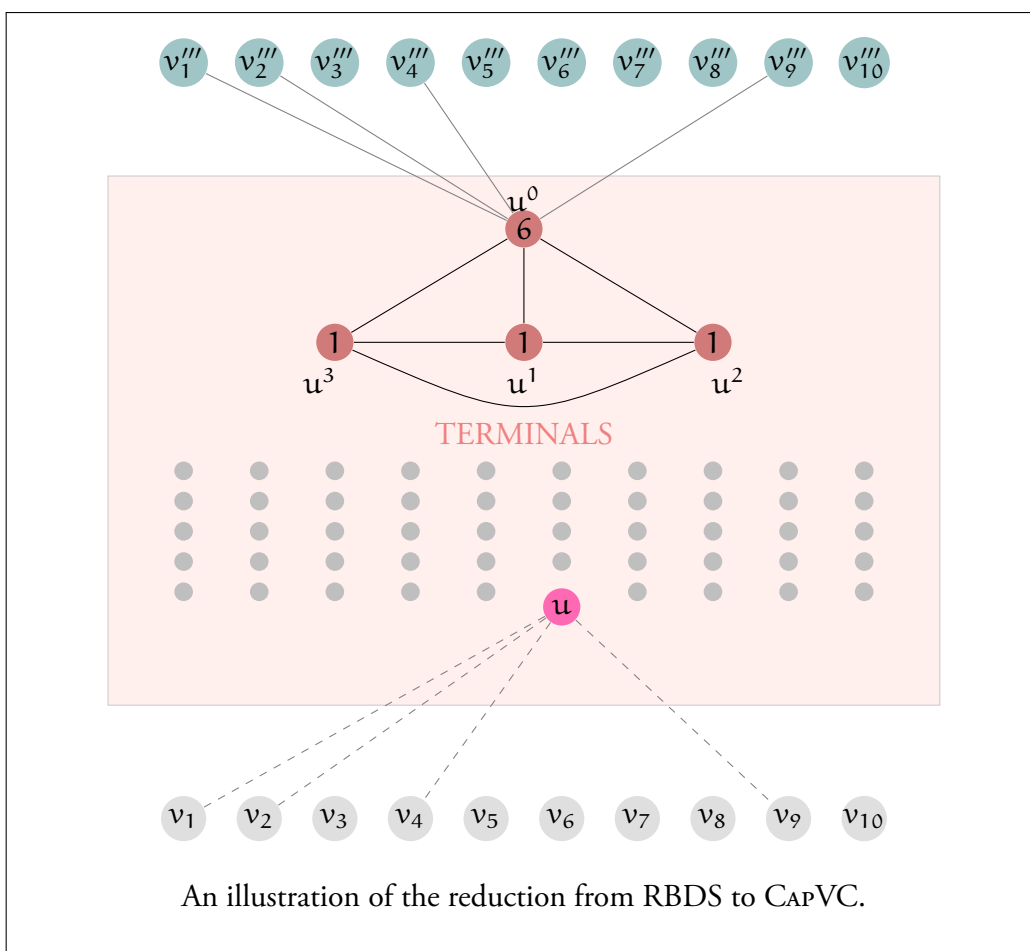 v₁‴ v₂‴ v₃‴ v₄‴ v₅‴ v₆‴ v₇‴ v₈‴ v₉‴ v₁₀‴
u⁰
6
1 1 1
u³ u¹ u²
TERMINALS
u
v₁ v₂ v₃ v₄ v₅ v₆ v₇ v₈ v₉ v₁₀
An illustration of the reduction from RBDS to CAPVC.